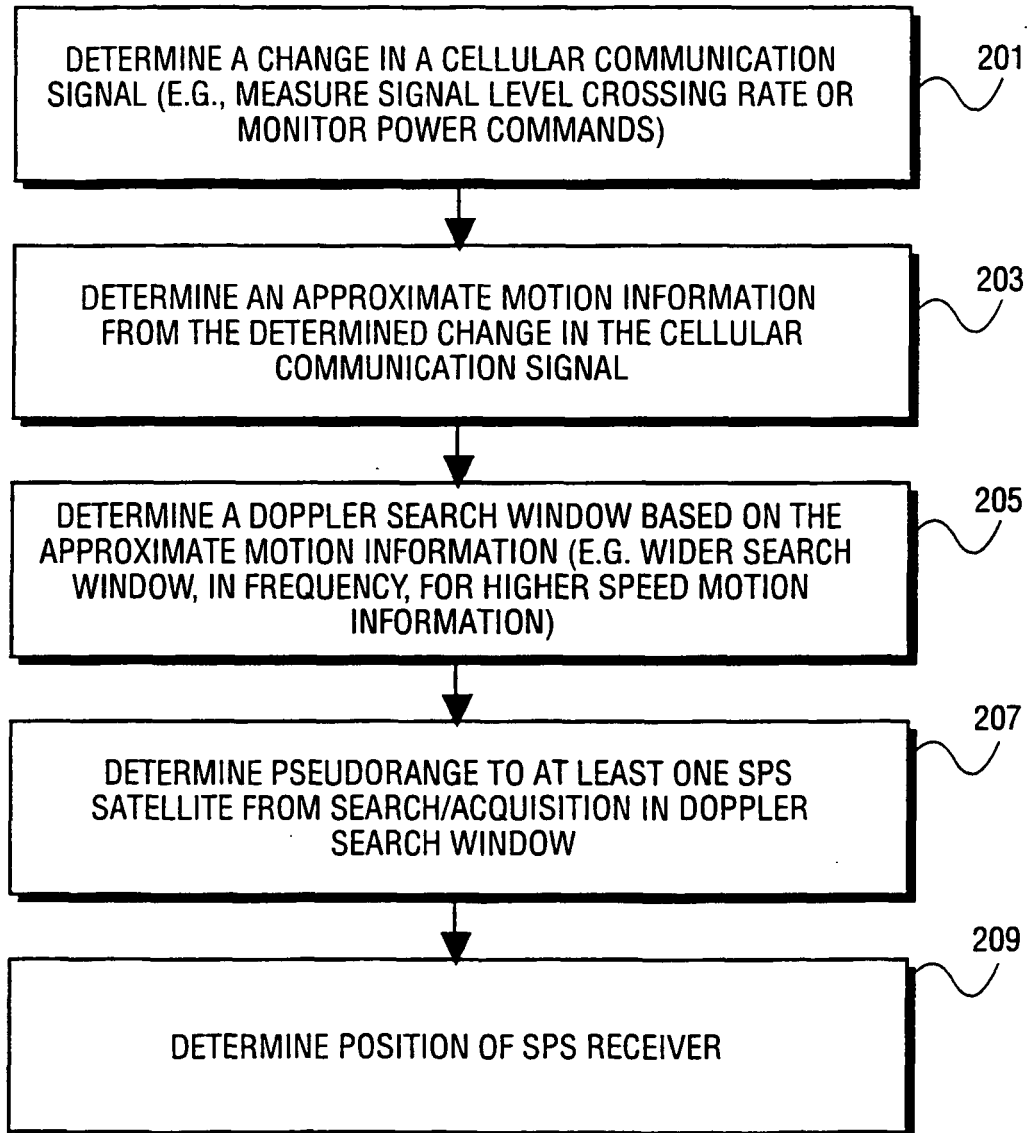 DETERMINE A CHANGE IN A CELLULAR COMMUNICATION
SIGNAL (E.G., MEASURE SIGNAL LEVEL CROSSING RATE OR
MONITOR POWER COMMANDS)
201
DETERMINE AN APPROXIMATE MOTION INFORMATION
FROM THE DETERMINED CHANGE IN THE CELLULAR
COMMUNICATION SIGNAL
203
DETERMINE A DOPPLER SEARCH WINDOW BASED ON THE
APPROXIMATE MOTION INFORMATION (E.G. WIDER SEARCH
WINDOW, IN FREQUENCY, FOR HIGHER SPEED MOTION
INFORMATION)
205
DETERMINE PSEUDORANGE TO AT LEAST ONE SPS
SATELLITE FROM SEARCH/ACQUISITION IN DOPPLER
SEARCH WINDOW
207
DETERMINE POSITION OF SPS RECEIVER
209